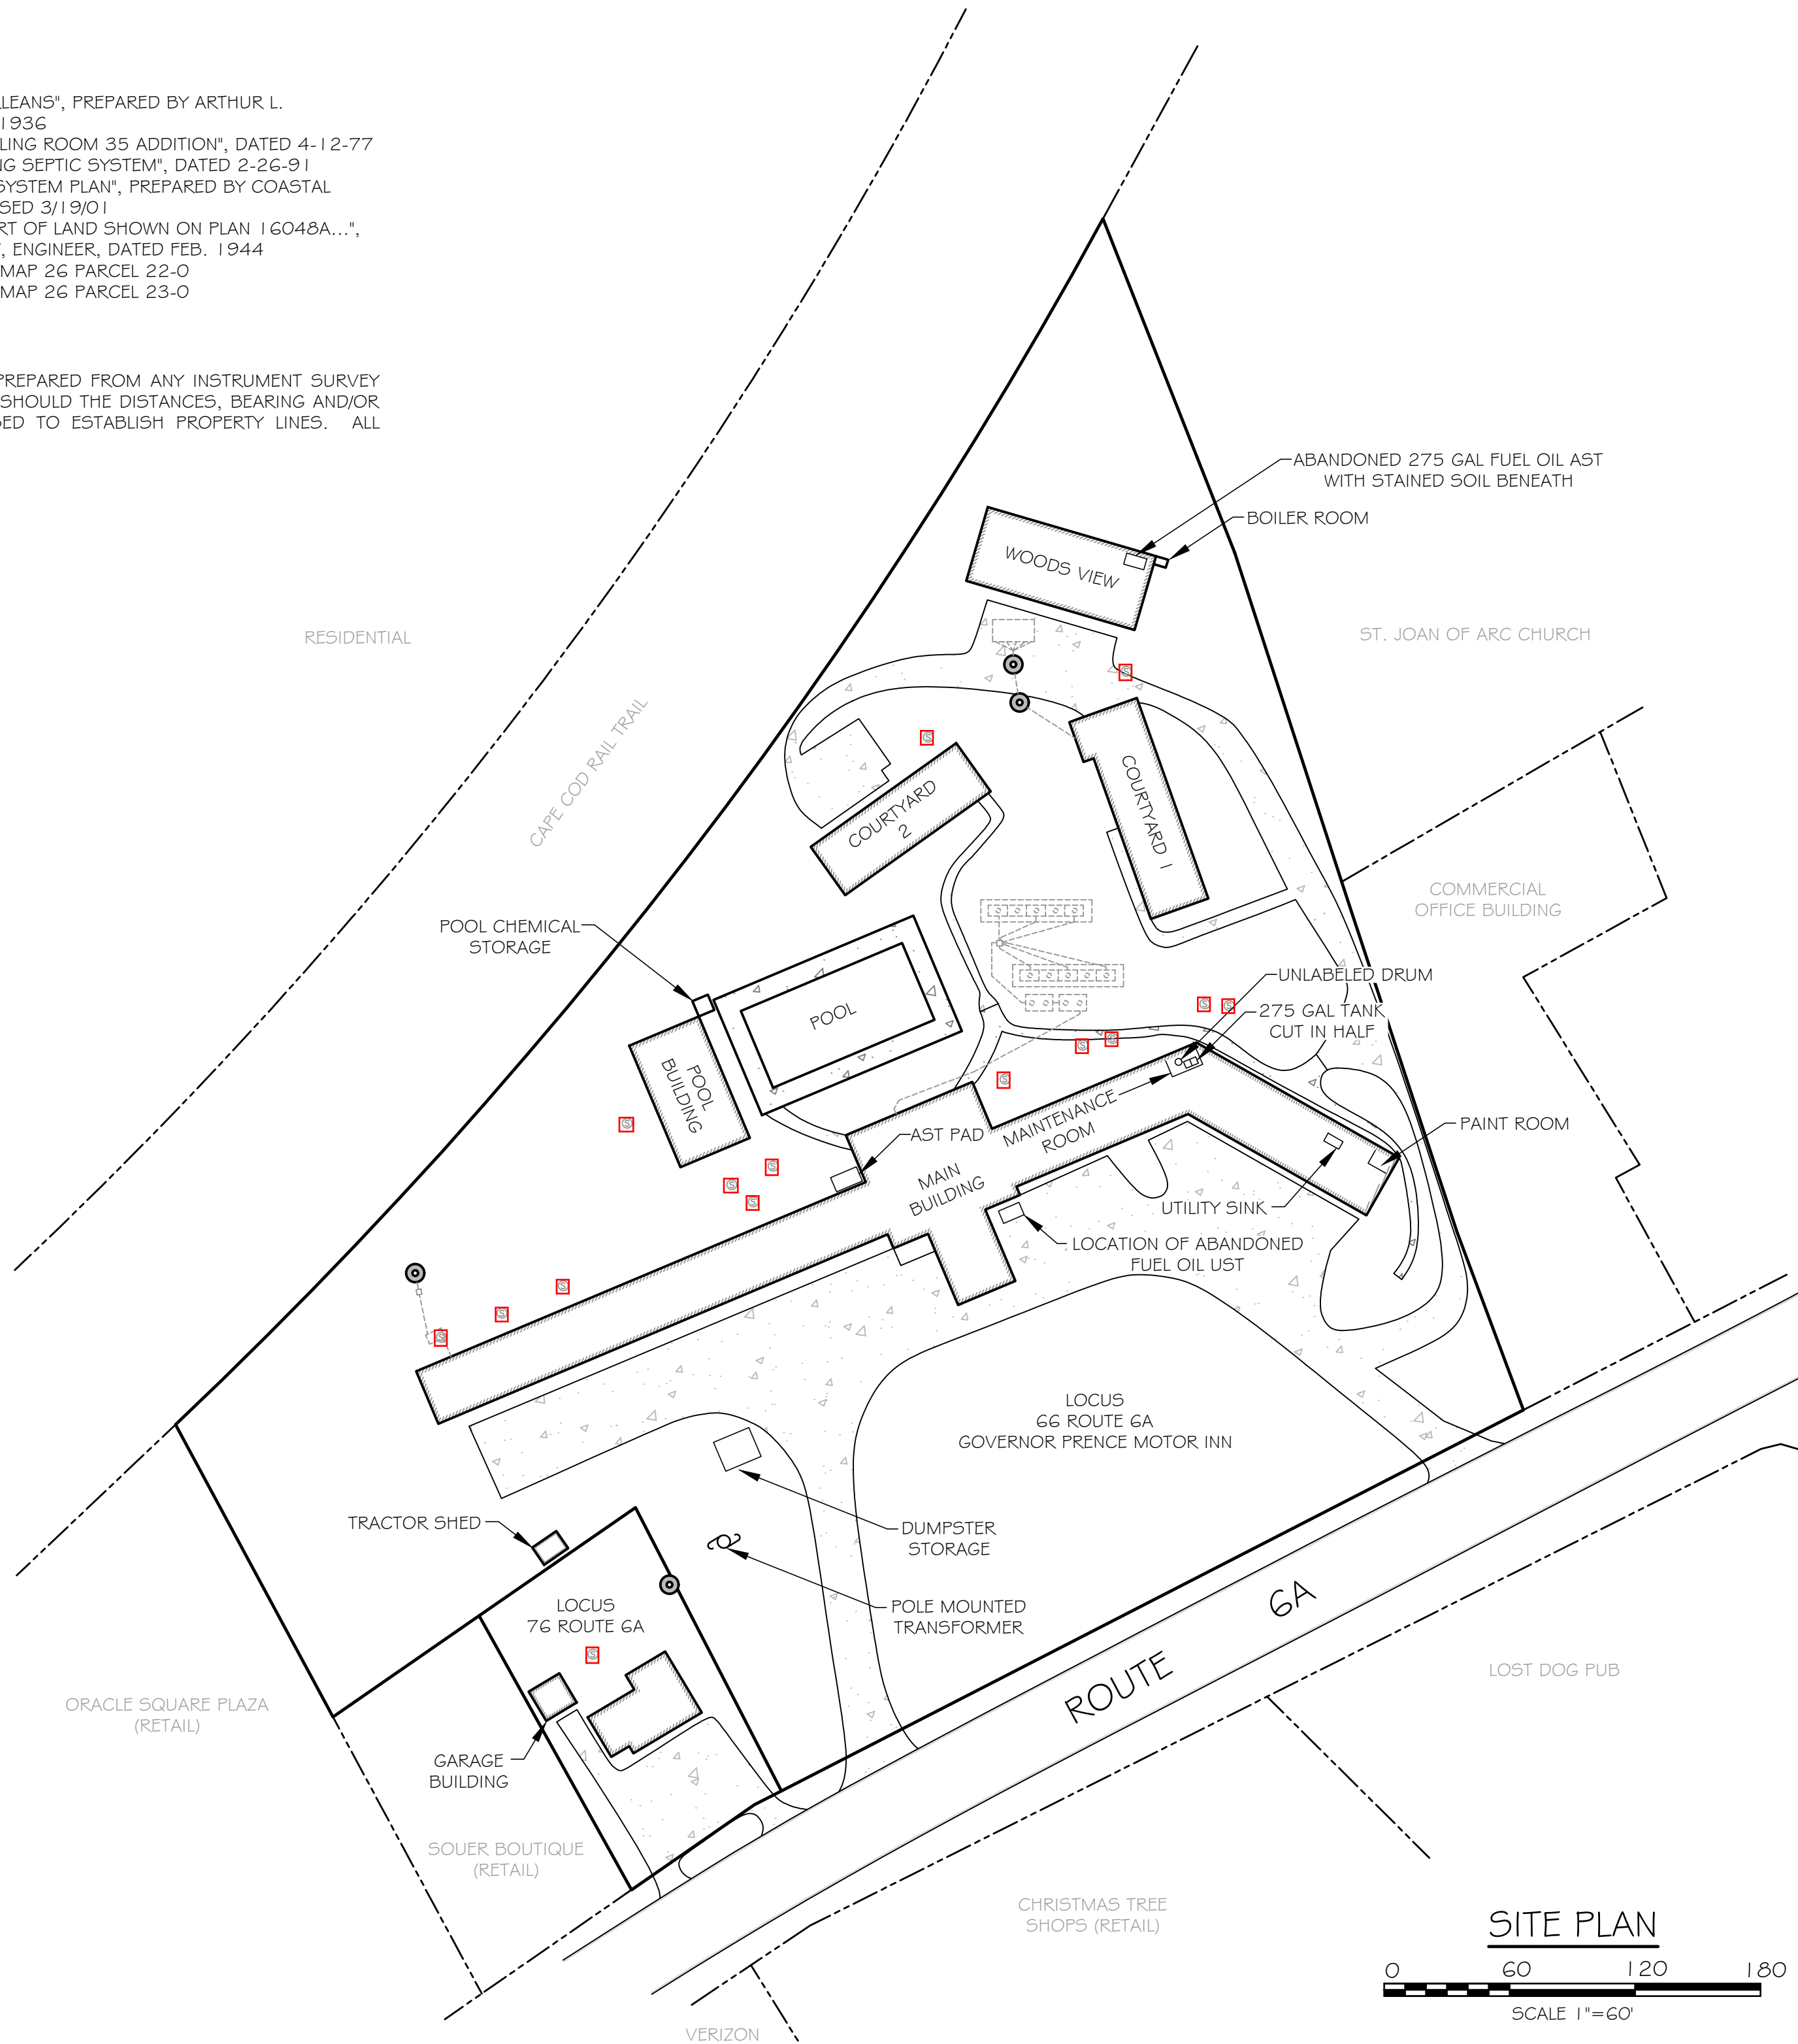 LEANS", PREPARED BY ARTHUR L.
1936
LING ROOM 35 ADDITION", DATED 4-12-77
NG SEPTIC SYSTEM", DATED 2-26-91
SYSTEM PLAN", PREPARED BY COASTAL
SED 3/19/01
RT OF LAND SHOWN ON PLAN 16048A...",
, ENGINEER, DATED FEB. 1944
MAP 26 PARCEL 22-0
MAP 26 PARCEL 23-0
PREPARED FROM ANY INSTRUMENT SURVEY
SHOULD THE DISTANCES, BEARING AND/OR
ED TO ESTABLISH PROPERTY LINES. ALL
ABANDONED 275 GAL FUEL OIL AST
WITH STAINED SOIL BENEATH
BOILER ROOM
WOODS VIEW
RESIDENTIAL
ST. JOAN OF ARC CHURCH
S
CAPE COD RAIL TRAIL
S
COURTYARD
2
COURTYARD 1
COMMERCIAL
OFFICE BUILDING
POOL CHEMICAL
STORAGE
UNLABELED DRUM
275 GAL TANK
CUT IN HALF
S
S
POOL
S
S
S
POOL
BUILDING
MAINTENANCE
ROOM
PAINT ROOM
S
AST PAD
S
S
S
MAIN
BUILDING
UTILITY SINK
LOCATION OF ABANDONED
FUEL OIL UST
S
S
S
LOCUS
66 ROUTE 6A
GOVERNOR PRENCE MOTOR INN
TRACTOR SHED
DUMPSTER
STORAGE
LOCUS
76 ROUTE 6A
POLE MOUNTED
TRANSFORMER
S
ROUTE 6A
LOST DOG PUB
ORACLE SQUARE PLAZA
(RETAIL)
GARAGE
BUILDING
SOUER BOUTIQUE
(RETAIL)
CHRISTMAS TREE
SHOPS (RETAIL)
VERIZON
SITE PLAN
0 60 120 180
SCALE 1"=60'